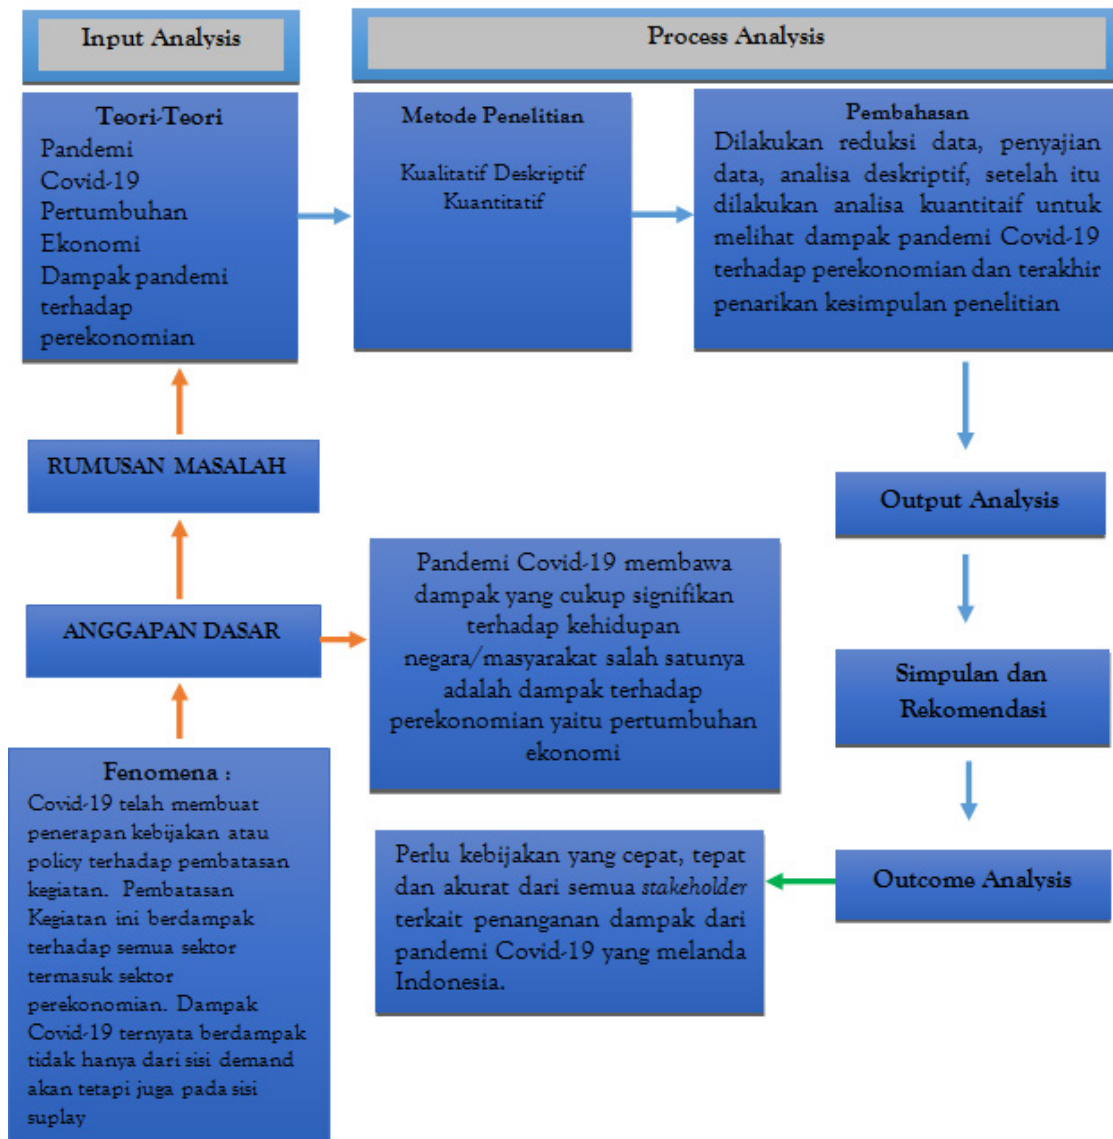 Input Analysis
Process Analysis
Teori-Teori
Pandemi
Covid-19
Pertumbuhan
Ekonomi
Dampak pandemi
terhadap
perekonomian
Metode Penelitian
Kualitatif Deskriptif
Kuantitatif
Pembahasan
Dilakukan reduksi data, penyajian
data, analisa deskriptif, setelah itu
dilakukan analisa kuantitaif untuk
melihat dampak pandemi Covid-19
terhadap perekonomian dan terakhir
penarikan kesimpulan penelitian
RUMUSAN MASALAH
Output Analysis
ANGGAPAN DASAR
Pandemi Covid-19 membawa
dampak yang cukup signifikan
terhadap kehidupan
negara/masyarakat salah satunya
adalah dampak terhadap
perekonomian yaitu pertumbuhan
ekonomi
Simpulan dan
Rekomendasi
Fenomena :
Covid-19 telah membuat
penerapan kebijakan atau
policy terhadap pembatasan
kegiatan. Pembatasan
Kegiatan ini berdampak
terhadap semua sektor
termasuk sektor
perekonomian. Dampak
Covid-19 ternyata berdampak
tidak hanya dari sisi demand
akan tetapi juga pada sisi
suplay
Perlu kebijakan yang cepat, tepat
dan akurat dari semua stakeholder
terkait penanganan dampak dari
pandemi Covid-19 yang melanda
Indonesia.
Outcome Analysis